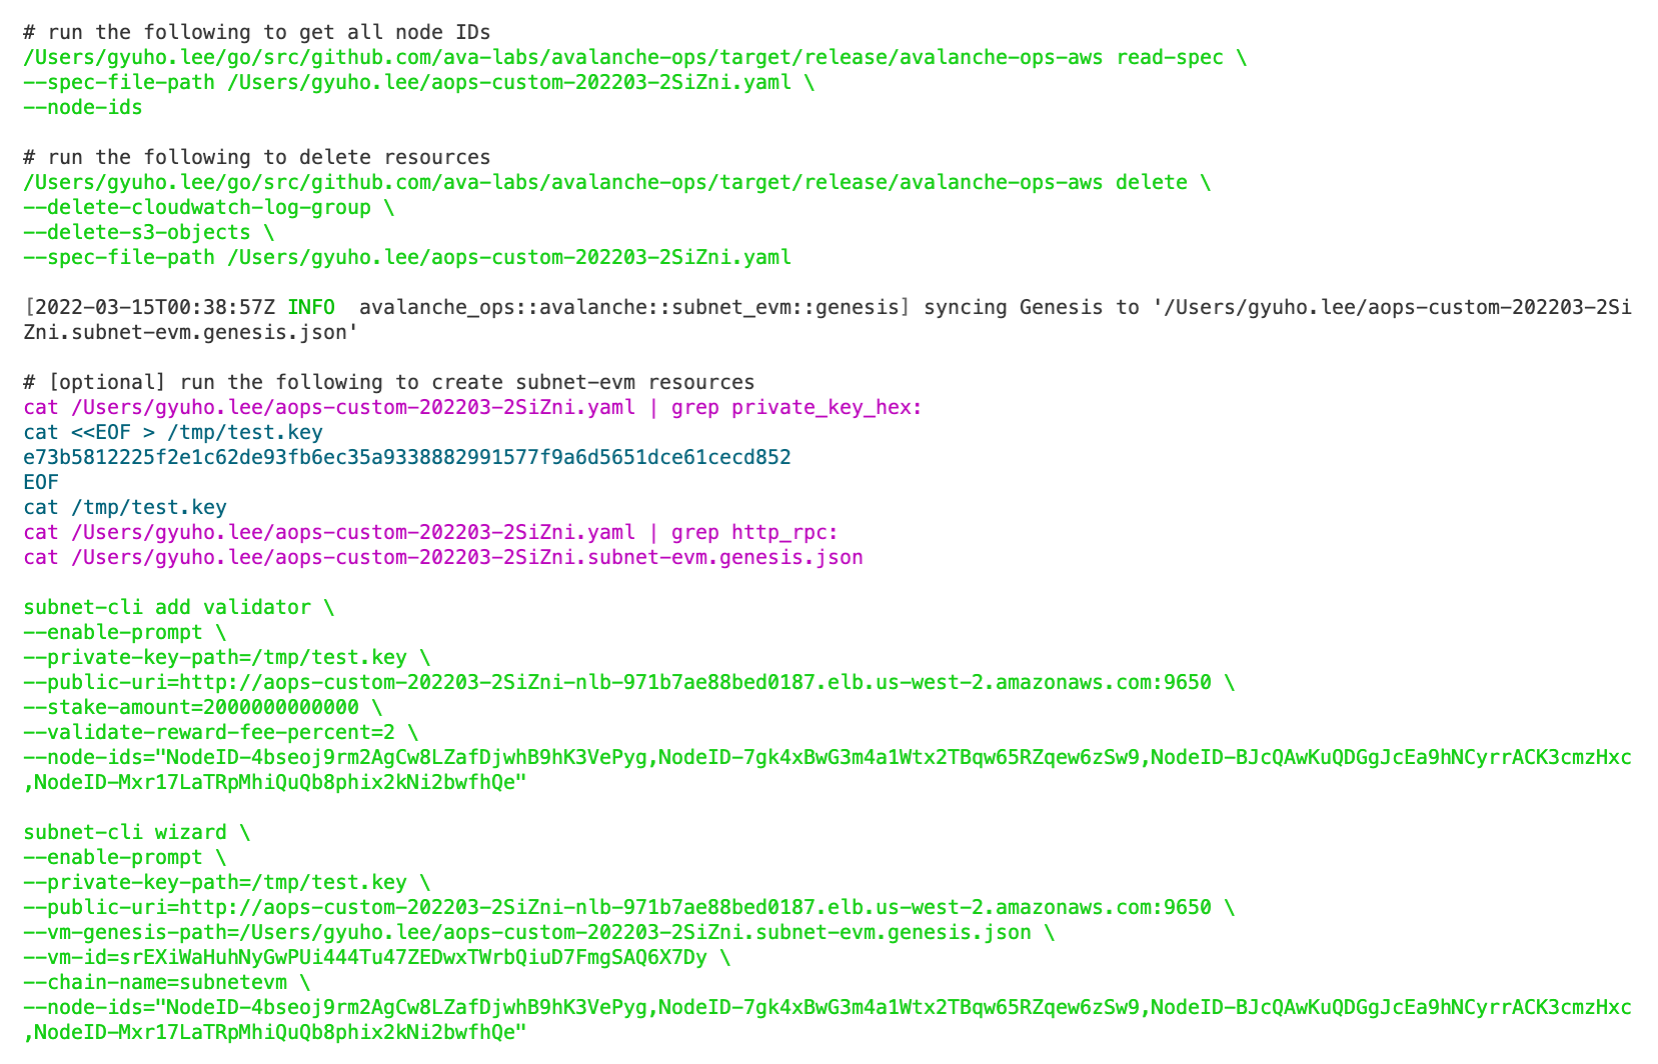 # run the following to get all node IDs
/Users/gyuho.lee/go/src/github.com/ava-labs/avalanche-ops/target/release/avalanche-ops-aws read-spec \
--spec-file-path /Users/gyuho.lee/aops-custom-202203-2SiZni.yaml \
--node-ids

# run the following to delete resources
/Users/gyuho.lee/go/src/github.com/ava-labs/avalanche-ops/target/release/avalanche-ops-aws delete \
--delete-cloudwatch-log-group \
--delete-s3-objects \
--spec-file-path /Users/gyuho.lee/aops-custom-202203-2SiZni.yaml

[2022-03-15T00:38:57Z INFO  avalanche_ops::avalanche::subnet_evm::genesis] syncing Genesis to '/Users/gyuho.lee/aops-custom-202203-2Si
Zni.subnet-evm.genesis.json'

# [optional] run the following to create subnet-evm resources
cat /Users/gyuho.lee/aops-custom-202203-2SiZni.yaml | grep private_key_hex:
cat <<EOF > /tmp/test.key
e73b5812225f2e1c62de93fb6ec35a9338882991577f9a6d5651dce61cecd852
EOF
cat /tmp/test.key
cat /Users/gyuho.lee/aops-custom-202203-2SiZni.yaml | grep http_rpc:
cat /Users/gyuho.lee/aops-custom-202203-2SiZni.subnet-evm.genesis.json

subnet-cli add validator \
--enable-prompt \
--private-key-path=/tmp/test.key \
--public-uri=http://aops-custom-202203-2SiZni-nlb-971b7ae88bed0187.elb.us-west-2.amazonaws.com:9650 \
--stake-amount=2000000000000 \
--validate-reward-fee-percent=2 \
--node-ids="NodeID-4bseoj9rm2AgCw8LZafDjwhB9hK3VePyg,NodeID-7gk4xBwG3m4a1Wtx2TBqw65RZqew6zSw9,NodeID-BJcQAwKuQDGgJcEa9hNCyrrACK3cmzHxc
,NodeID-Mxr17LaTRpMhiQuQb8phix2kNi2bwfhQe"

subnet-cli wizard \
--enable-prompt \
--private-key-path=/tmp/test.key \
--public-uri=http://aops-custom-202203-2SiZni-nlb-971b7ae88bed0187.elb.us-west-2.amazonaws.com:9650 \
--vm-genesis-path=/Users/gyuho.lee/aops-custom-202203-2SiZni.subnet-evm.genesis.json \
--vm-id=srEXiWaHuhNyGwPUi444Tu47ZEDwxTWrbQiuD7FmgSAQ6X7Dy \
--chain-name=subnetevm \
--node-ids="NodeID-4bseoj9rm2AgCw8LZafDjwhB9hK3VePyg,NodeID-7gk4xBwG3m4a1Wtx2TBqw65RZqew6zSw9,NodeID-BJcQAwKuQDGgJcEa9hNCyrrACK3cmzHxc
,NodeID-Mxr17LaTRpMhiQuQb8phix2kNi2bwfhQe"